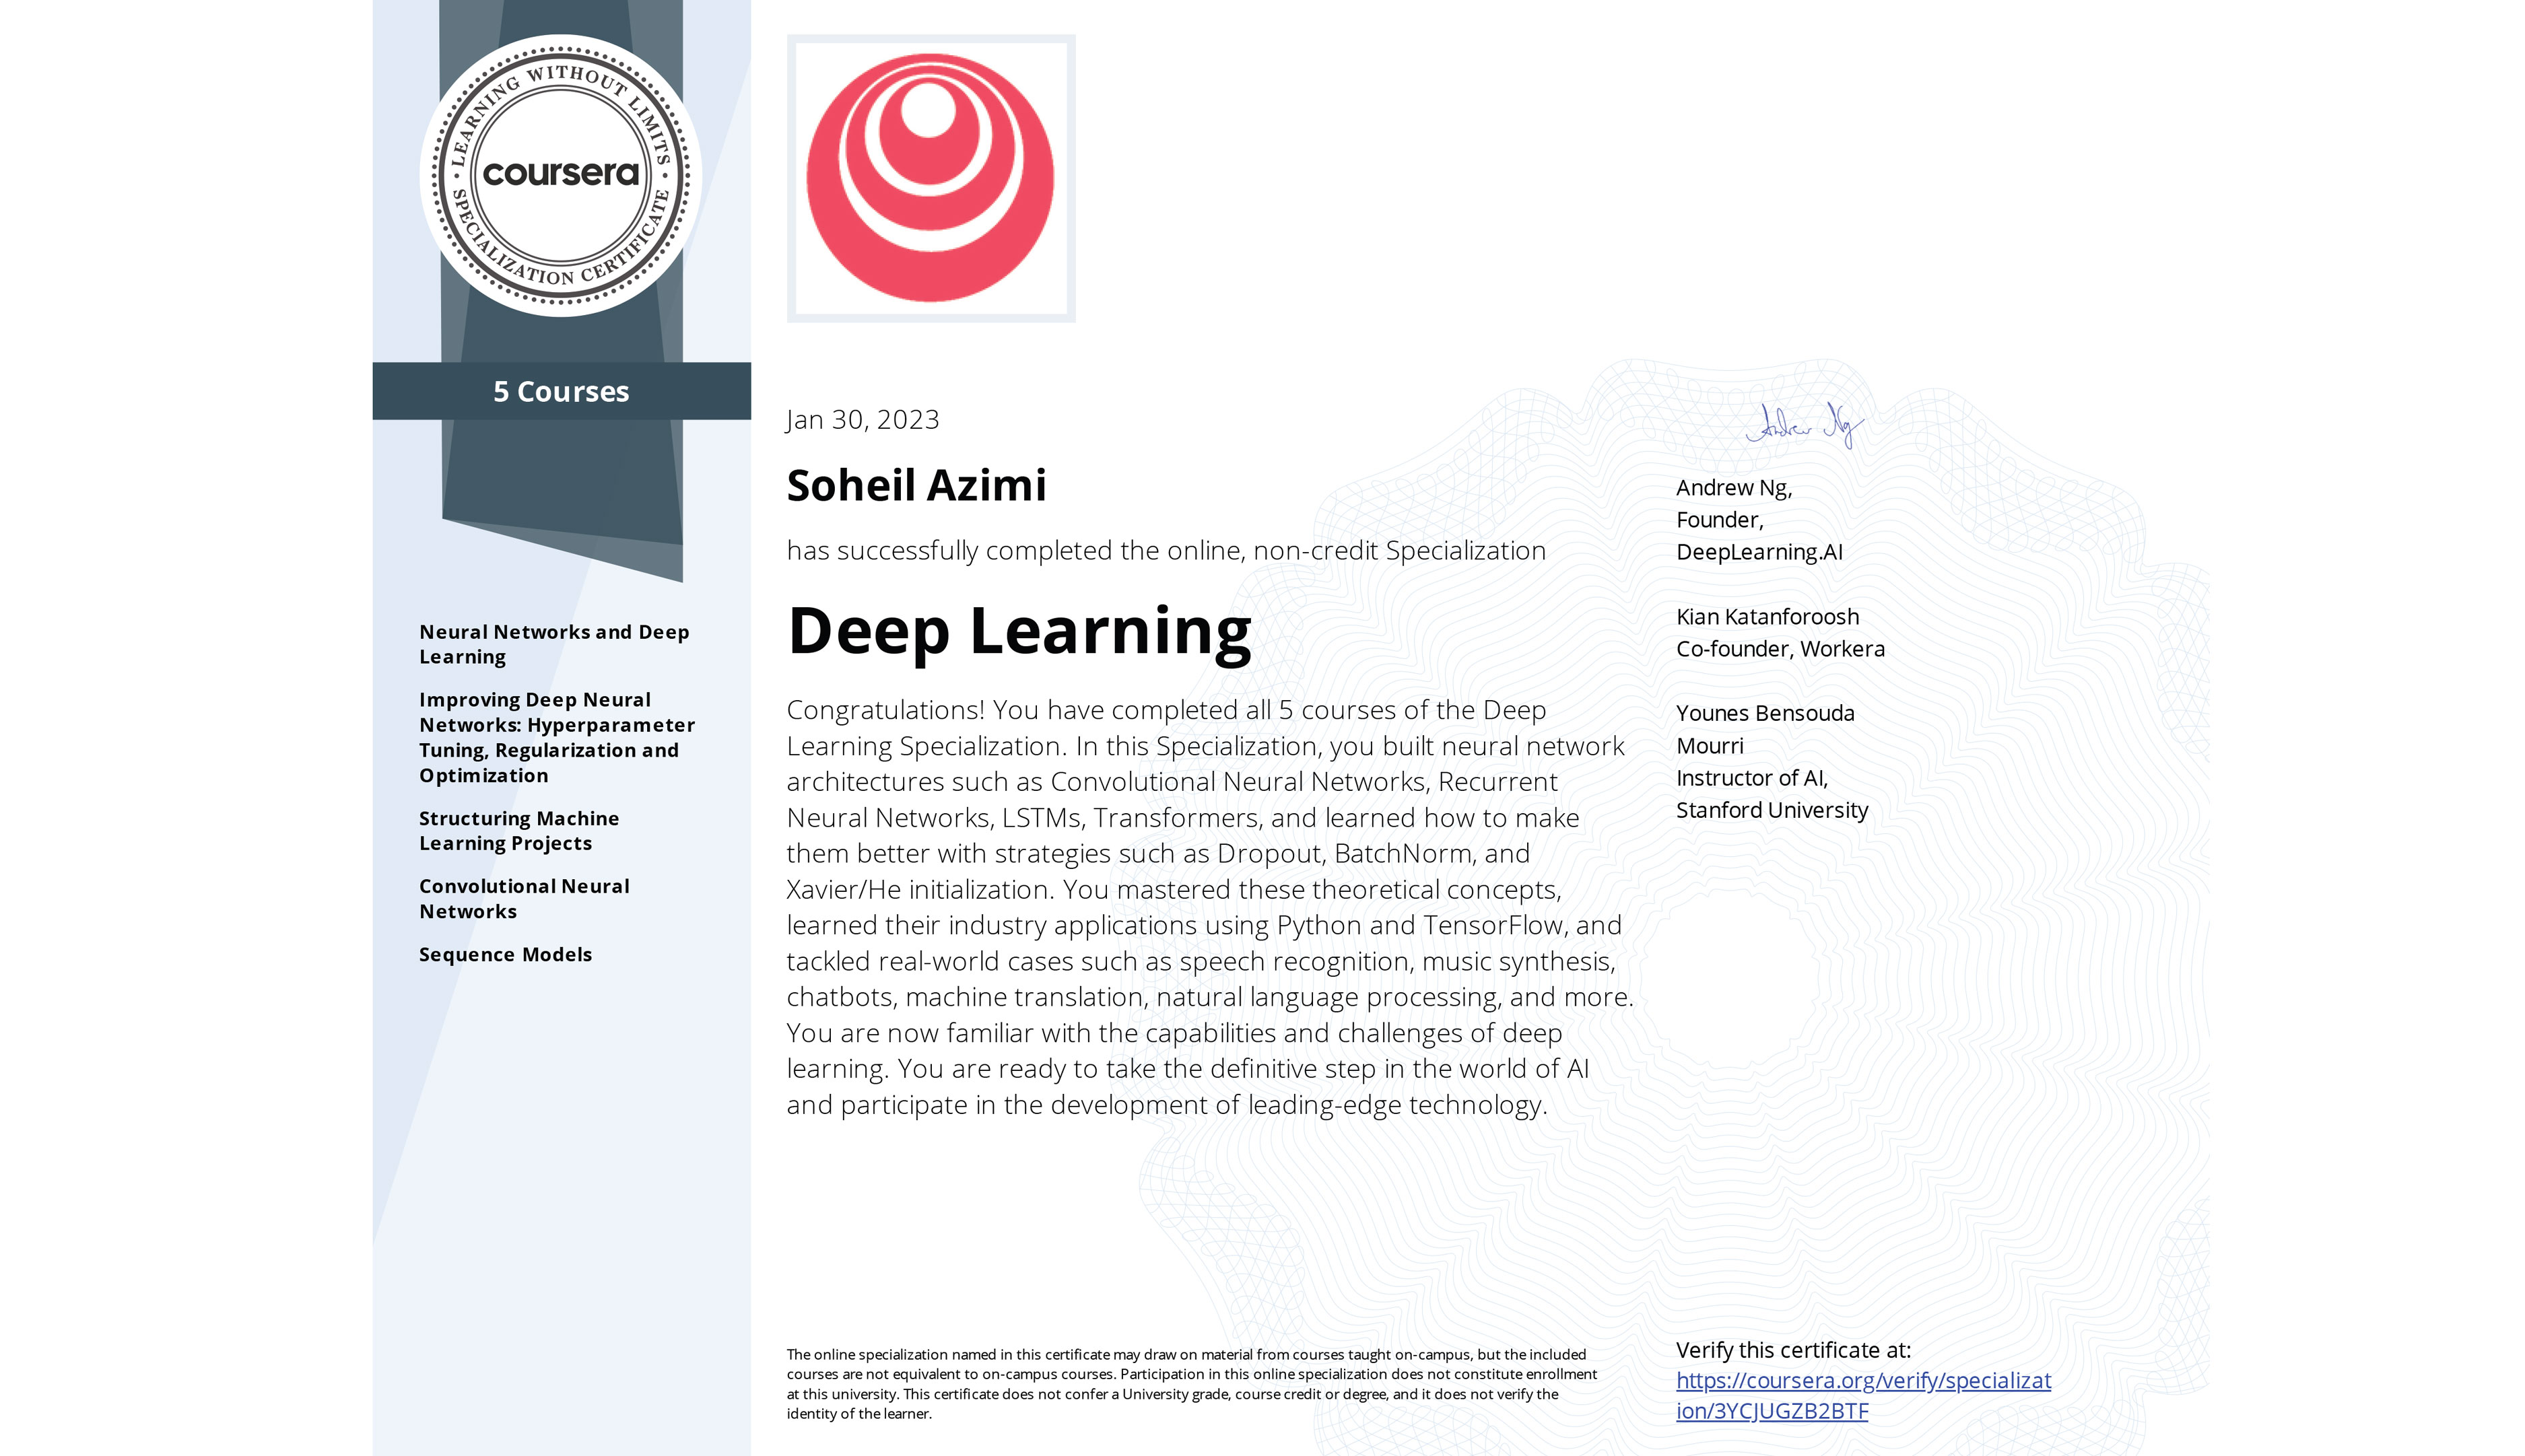 LEARNING WITHOUT LIMITS
coursera
SPECIALIZATION CERTIFICATE
5 Courses
Neural Networks and Deep
Learning
Improving Deep Neural
Networks: Hyperparameter
Tuning, Regularization and
Optimization
Structuring Machine
Learning Projects
Convolutional Neural
Networks
Sequence Models
Jan 30, 2023
Soheil Azimi
has successfully completed the online, non-credit Specialization
Deep Learning
Congratulations! You have completed all 5 courses of the Deep
Learning Specialization. In this Specialization, you built neural network
architectures such as Convolutional Neural Networks, Recurrent
Neural Networks, LSTMs, Transformers, and learned how to make
them better with strategies such as Dropout, BatchNorm, and
Xavier/He initialization. You mastered these theoretical concepts,
learned their industry applications using Python and TensorFlow, and
tackled real-world cases such as speech recognition, music synthesis,
chatbots, machine translation, natural language processing, and more.
You are now familiar with the capabilities and challenges of deep
learning. You are ready to take the definitive step in the world of AI
and participate in the development of leading-edge technology.
Andrew Ng
Andrew Ng,
Founder,
DeepLearning.AI
Kian Katanforoosh
Co-founder, Workera
Younes Bensouda
Mourri
Instructor of AI,
Stanford University
The online specialization named in this certificate may draw on material from courses taught on-campus, but the included
courses are not equivalent to on-campus courses. Participation in this online specialization does not constitute enrollment
at this university. This certificate does not confer a University grade, course credit or degree, and it does not verify the
identity of the learner.
Verify this certificate at:
https://coursera.org/verify/specializat
ion/3YCJUGZB2BTF